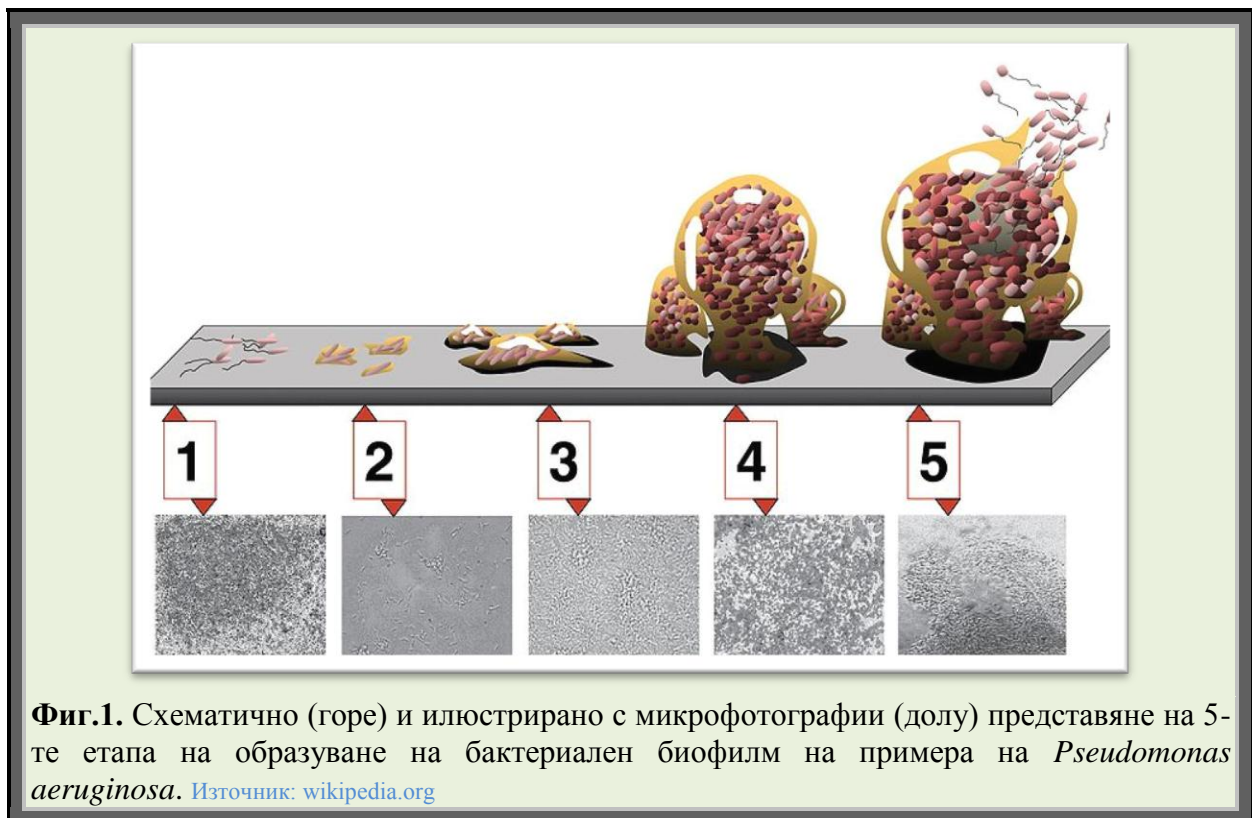 1 2 3 4 5
Фиг.1. Схематично (горе) и илюстрирано с микрофотографии (долу) представяне на 5-
те етапа на образуване на бактериален биофилм на примера на Pseudomonas
aeruginosa. Източник: wikipedia.org